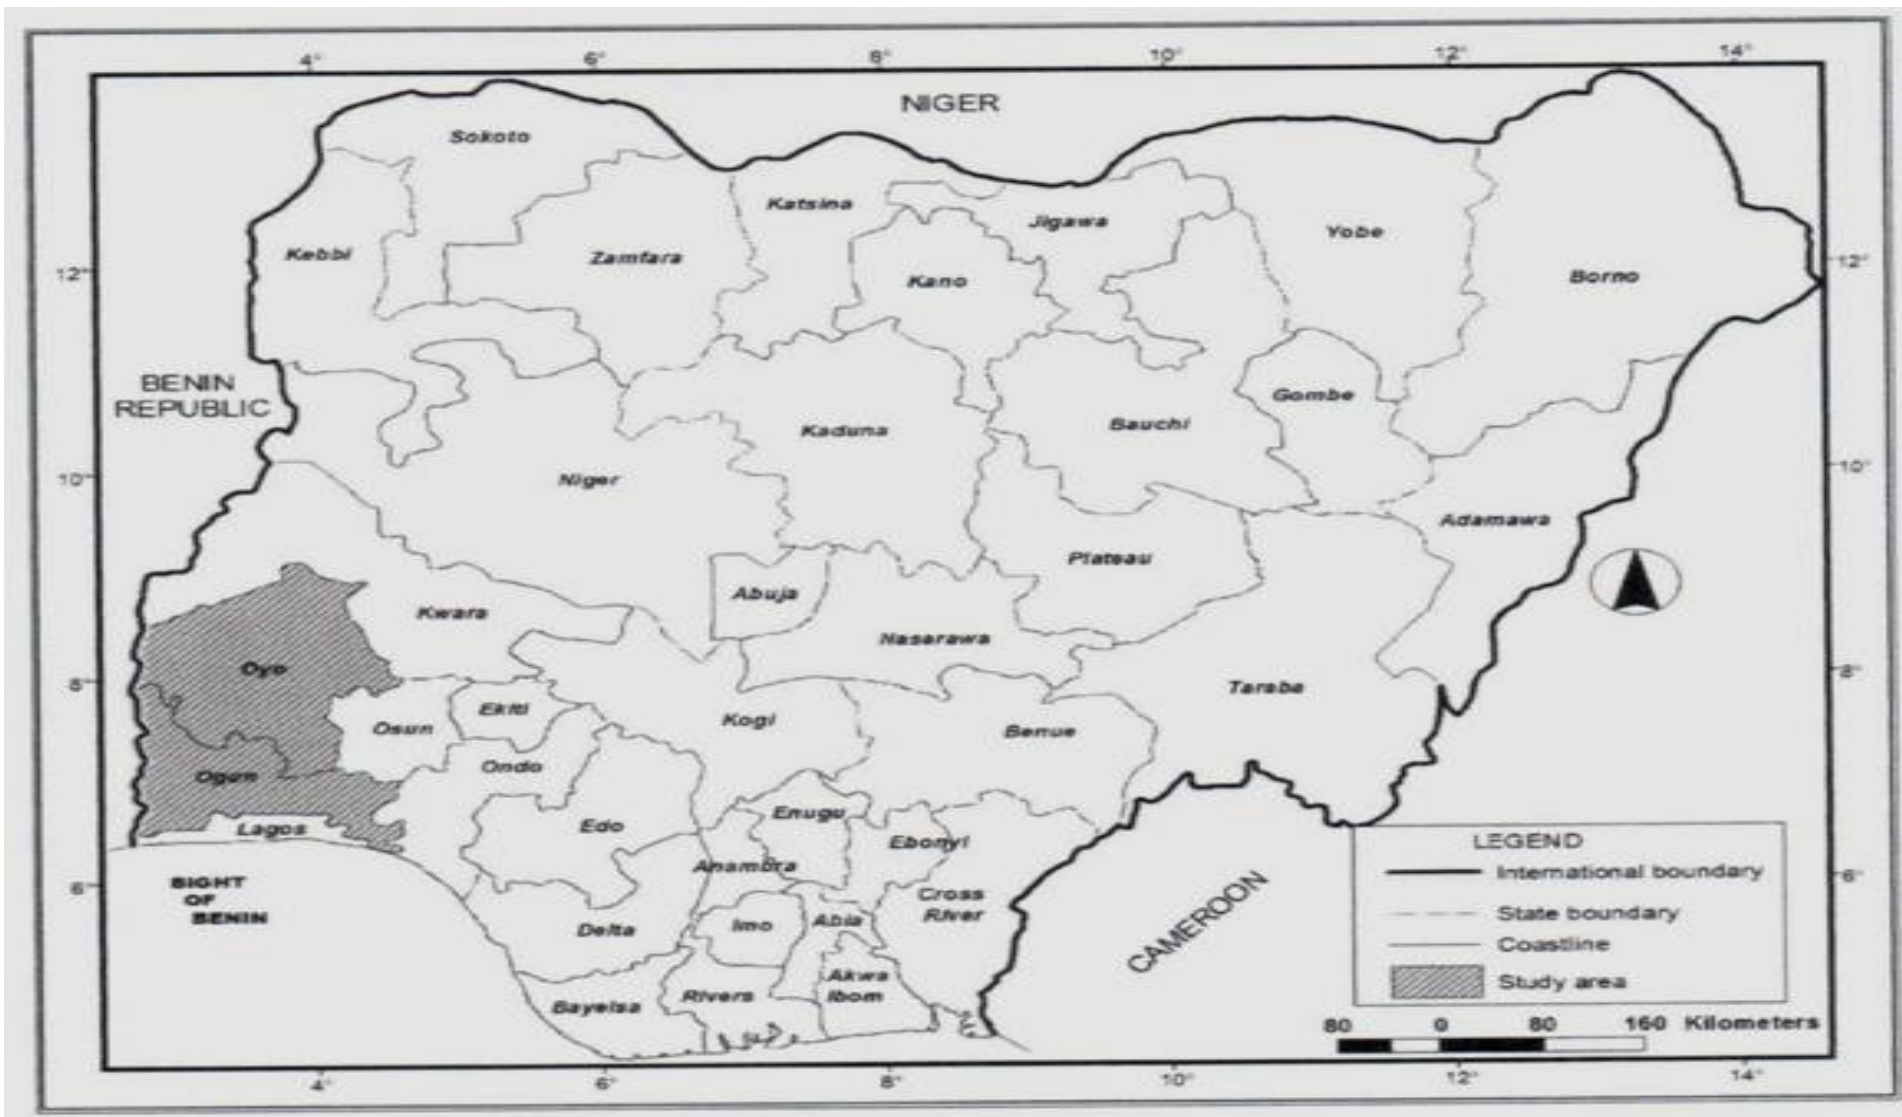 4° 6° 8° 10° 12° 14°
NIGER
Sokoto
Katsina
Jigawa
Yobe
Kebbi
Zamfara
Kano
Borno
12° 12°
BENIN
REPUBLIC
Gombe
Kaduna
Bauchi
Niger
10° 10°
Adamawa
Plateau
Abuja
Kwara
Nasarawa
Oyo
8° 8°
Taraba
Ekiti
Osun
Kogi
Benue
Ondo
Ogun
Enugu
Edo
Lagos
Ebonyi
Anambra
6° 6°
BIGHT
OF
BENIN
Cross
River
Imo
Abia
Delta
CAMEROON
Akwa
Ibom
Rivers
Bayelsa
LEGEND
International boundary
State boundary
Coastline
Study area
80 0 80 160 Kilometers
4° 6° 8° 10° 12° 14°